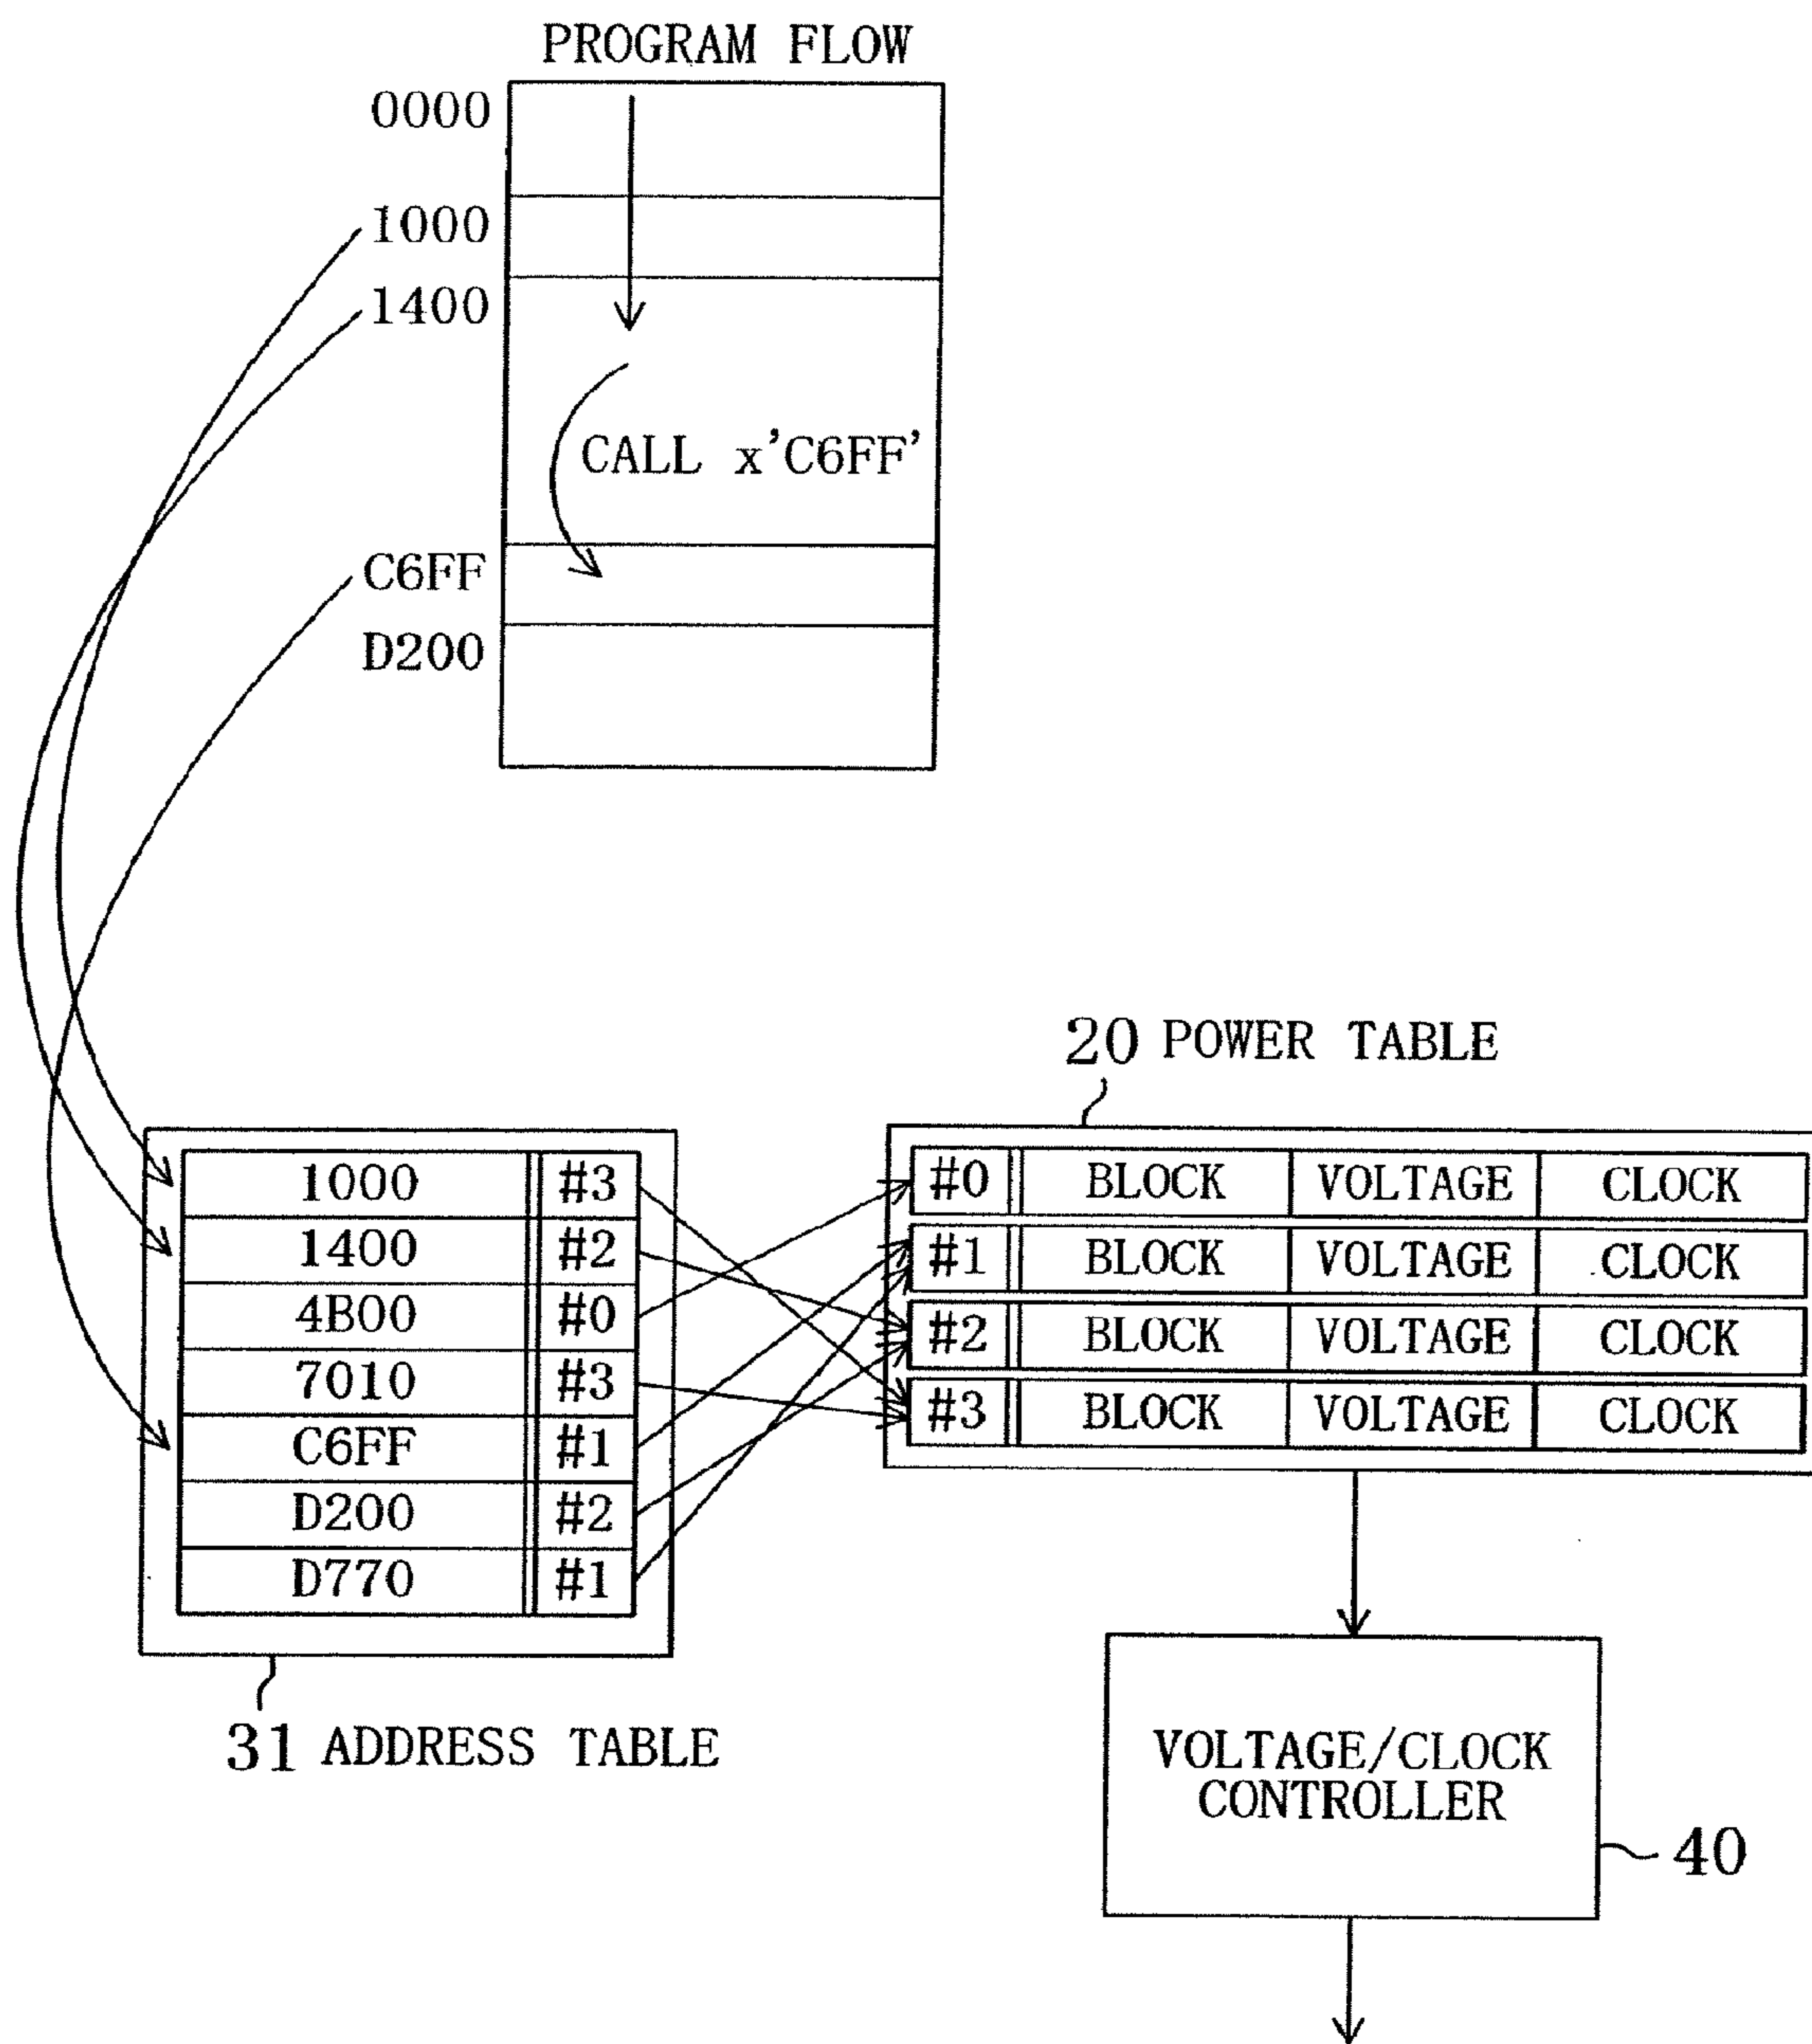 PROGRAM FLOW
0000
1000
1400
CALL x'C6FF'
C6FF
D200
20 POWER TABLE
1000 #3
1400 #2
4B00 #0
7010 #3
C6FF #1
D200 #2
D770 #1
#0 BLOCK VOLTAGE CLOCK
#1 BLOCK VOLTAGE CLOCK
#2 BLOCK VOLTAGE CLOCK
#3 BLOCK VOLTAGE CLOCK
31 ADDRESS TABLE
VOLTAGE/CLOCK
CONTROLLER
40